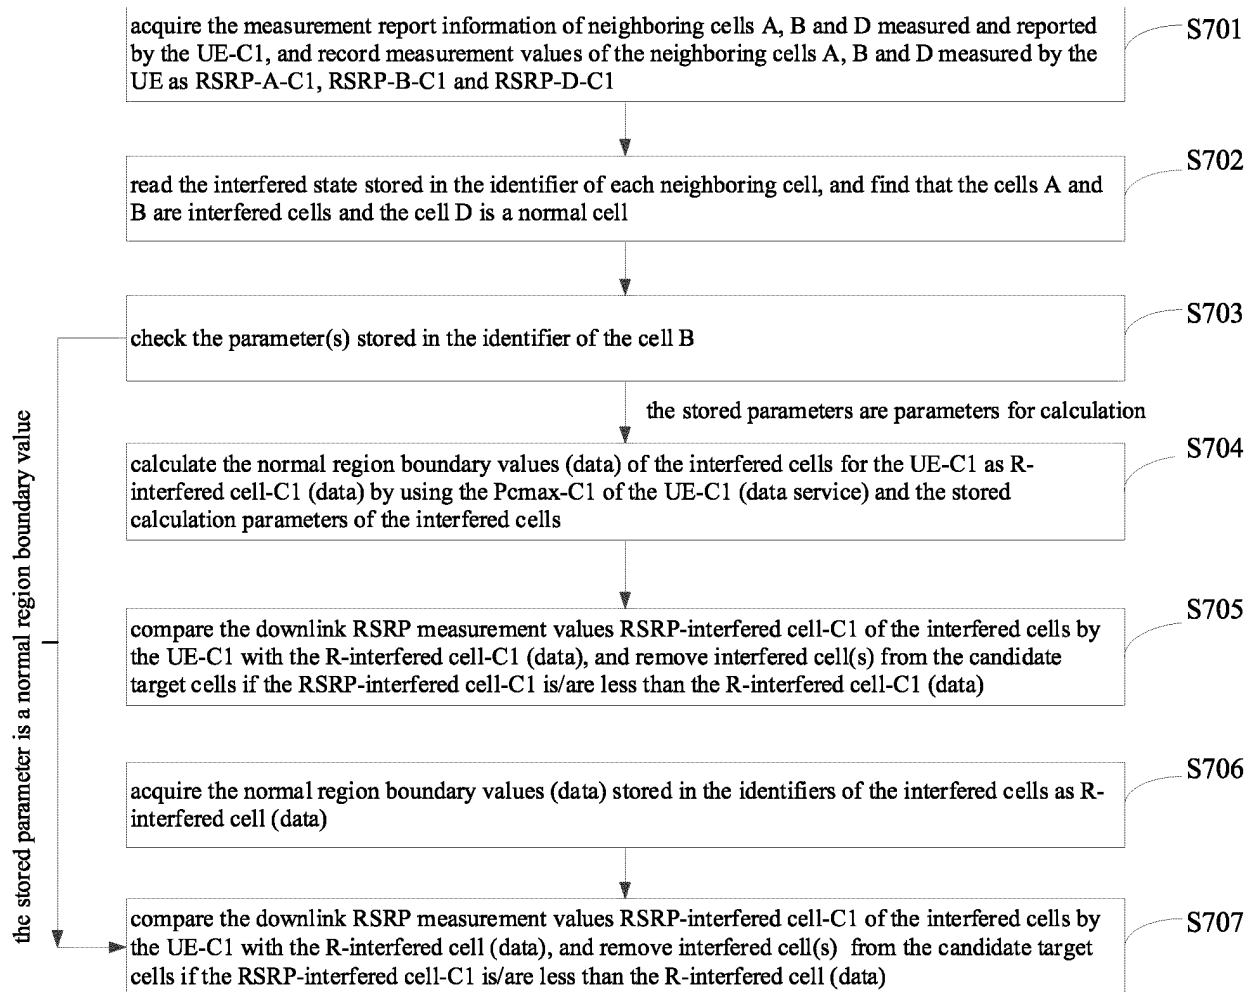 acquire the measurement report information of neighboring cells A, B and D measured and reported
by the UE-C1, and record measurement values of the neighboring cells A, B and D measured by the
UE as RSRP-A-C1, RSRP-B-C1 and RSRP-D-C1
S701
read the interfered state stored in the identifier of each neighboring cell, and find that the cells A and
B are interfered cells and the cell D is a normal cell
S702
check the parameter(s) stored in the identifier of the cell B
S703
the stored parameters are parameters for calculation
calculate the normal region boundary values (data) of the interfered cells for the UE-C1 as R-
interfered cell-C1 (data) by using the Pcmax-C1 of the UE-C1 (data service) and the stored
calculation parameters of the interfered cells
S704
compare the downlink RSRP measurement values RSRP-interfered cell-C1 of the interfered cells by
the UE-C1 with the R-interfered cell-C1 (data), and remove interfered cell(s) from the candidate
target cells if the RSRP-interfered cell-C1 is/are less than the R-interfered cell-C1 (data)
S705
acquire the normal region boundary values (data) stored in the identifiers of the interfered cells as R-
interfered cell (data)
S706
compare the downlink RSRP measurement values RSRP-interfered cell-C1 of the interfered cells by
the UE-C1 with the R-interfered cell (data), and remove interfered cell(s) from the candidate target
cells if the RSRP-interfered cell-C1 is/are less than the R-interfered cell (data)
S707
the stored parameter is a normal region boundary value